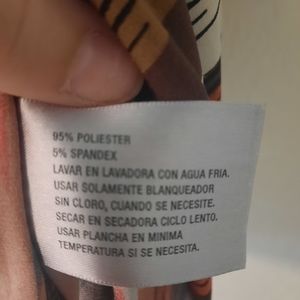 95% POLIESTER
5% SPANDEX
LAVAR EN LAVADORA CON AGUA FRIA.
USAR SOLAMENTE BLANQUEADOR
SIN CLORO, CUANDO SE NECESITE.
SECAR EN SECADORA CICLO LENTO.
USAR PLANCHA EN MINIMA
TEMPERATURA SI SE NECESITA.